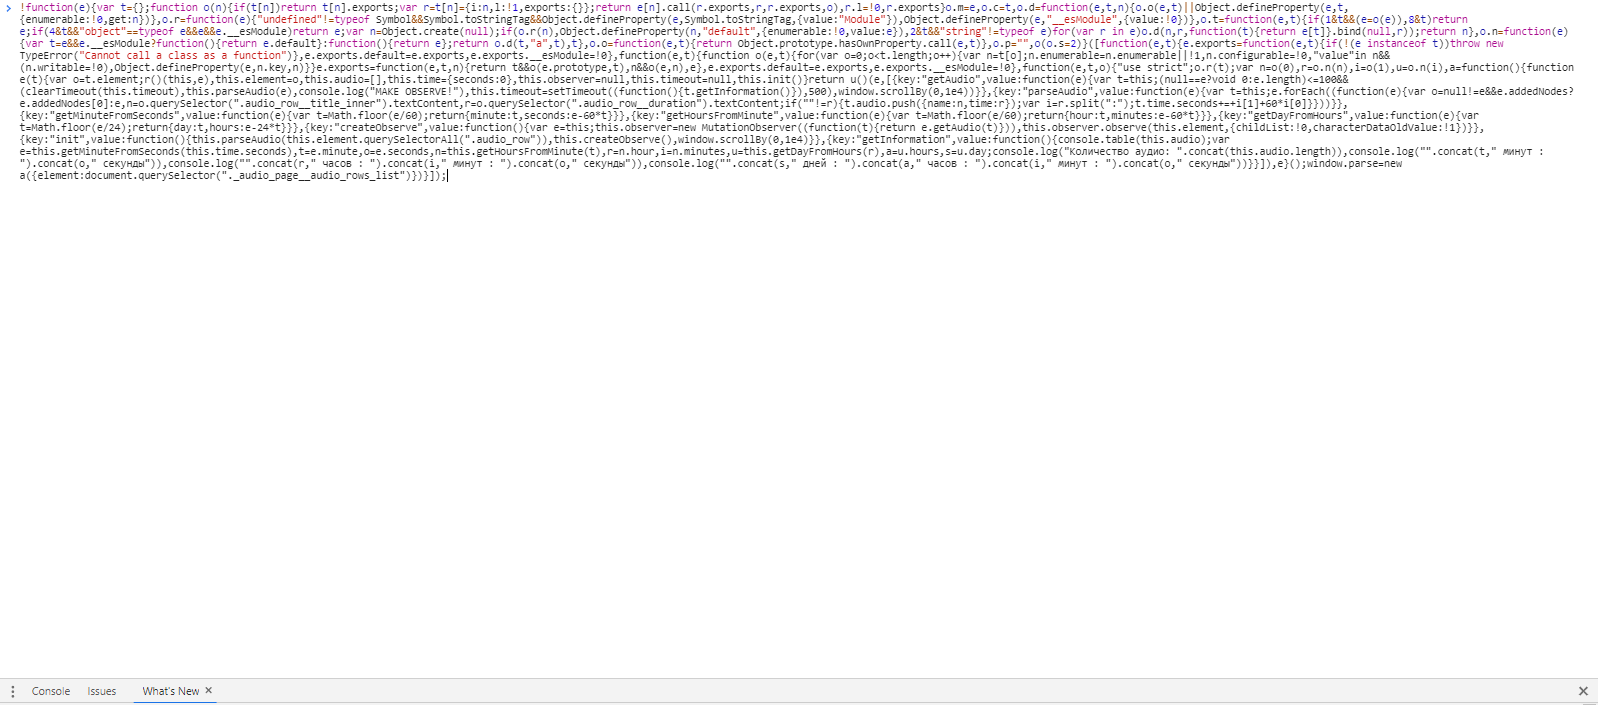 !function(e){var t={};function o(n){if(t[n])return t[n].exports;var r=t[n]={i:n,l:!1,exports:{}};return e[n].call(r.exports,r,r.exports,o),r.l=!0,r.exports}o.m=e,o.c=t,o.d=function(e,t,n){o.o(e,t)||Object.defineProperty(e,t,
{enumerable:!0,get:n})},o.r=function(e){"undefined"!=typeof Symbol&&Symbol.toStringTag&&Object.defineProperty(e,Symbol.toStringTag,{value:"Module"}),Object.defineProperty(e,"__esModule",{value:!0})},o.t=function(e,t){if(1&t&&(e=o(e)),8&t)return
e;if(4&t&&"object"==typeof e&&e&&e.__esModule)return e;var n=Object.create(null);if(o.r(n),Object.defineProperty(n,"default",{enumerable:!0,value:e}),2&t&&"string"!=typeof e)for(var r in e)o.d(n,r,function(t){return e[t]}.bind(null,r));return n},o.n=function(e)
{var t=e&&e.__esModule?function(){return e.default}:function(){return e};return o.d(t,"a",t),t},o.o=function(e,t){return Object.prototype.hasOwnProperty.call(e,t)},o.p="",o(o.s=2)}([function(e,t){e.exports=function(e,t){if(!(e instanceof t))throw new
TypeError("Cannot call a class as a function")},e.exports.default=e.exports,e.exports.__esModule=!0},function(e,t){function o(e,t){for(var o=0;o<t.length;o++){var n=t[o];n.enumerable=n.enumerable||!1,n.configurable=!0,"value"in n&&
(n.writable=!0),Object.defineProperty(e,n.key,n)}}e.exports=function(e,t,n){return t&&o(e.prototype,t),n&&o(e,n),e},e.exports.default=e.exports,e.exports.__esModule=!0},function(e,t,o){"use strict";o.r(t);var n=o(0),r=o.n(n),i=o(1),u=o.n(i),a=function(){function
e(t){var o=t.element;r()(this,e),this.element=o,this.audio=[],this.time={seconds:0},this.observer=null,this.timeout=null,this.init()}return u()(e,[{key:"getAudio",value:function(e){var t=this;(null==e?void 0:e.length)<=100&&
(clearTimeout(this.timeout),this.parseAudio(e),console.log("MAKE OBSERVE!"),this.timeout=setTimeout((function(){t.getInformation()}),500),window.scrollBy(0,1e4))}},{key:"parseAudio",value:function(e){var t=this;e.forEach((function(e){var o=null!=e&&e.addedNodes?
e.addedNodes[0]:e,n=o.querySelector(".audio_row__title_inner").textContent,r=o.querySelector(".audio_row__duration").textContent;if(""!=r){t.audio.push({name:n,time:r});var i=r.split(":");t.time.seconds+=+i[1]+60*i[0]}}))}},
{key:"getMinuteFromSeconds",value:function(e){var t=Math.floor(e/60);return{minute:t,seconds:e-60*t}}},{key:"getHoursFromMinute",value:function(e){var t=Math.floor(e/60);return{hour:t,minutes:e-60*t}}},{key:"getDayFromHours",value:function(e){var
t=Math.floor(e/24);return{day:t,hours:e-24*t}}},{key:"createObserve",value:function(){var e=this;this.observer=new MutationObserver((function(t){return e.getAudio(t)})),this.observer.observe(this.element,{childList:!0,characterDataOldValue:!1})}},
{key:"init",value:function(){this.parseAudio(this.element.querySelectorAll(".audio_row")),this.createObserve(),window.scrollBy(0,1e4)}},{key:"getInformation",value:function(){console.table(this.audio);var
e=this.getMinuteFromSeconds(this.time.seconds),t=e.minute,o=e.seconds,n=this.getHoursFromMinute(t),r=n.hour,i=n.minutes,u=this.getDayFromHours(r),a=u.hours,s=u.day;console.log("Количество аудио: ".concat(this.audio.length)),console.log("".concat(t," минут :
").concat(o," секунды")),console.log("".concat(r," часов : ").concat(i," минут : ").concat(o," секунды")),console.log("".concat(s," дней : ").concat(a," часов : ").concat(i," минут : ").concat(o," секунды"))}}]),e}();window.parse=new
a({element:document.querySelector("._audio_page__audio_rows_list")})}]);
Console Issues What's New